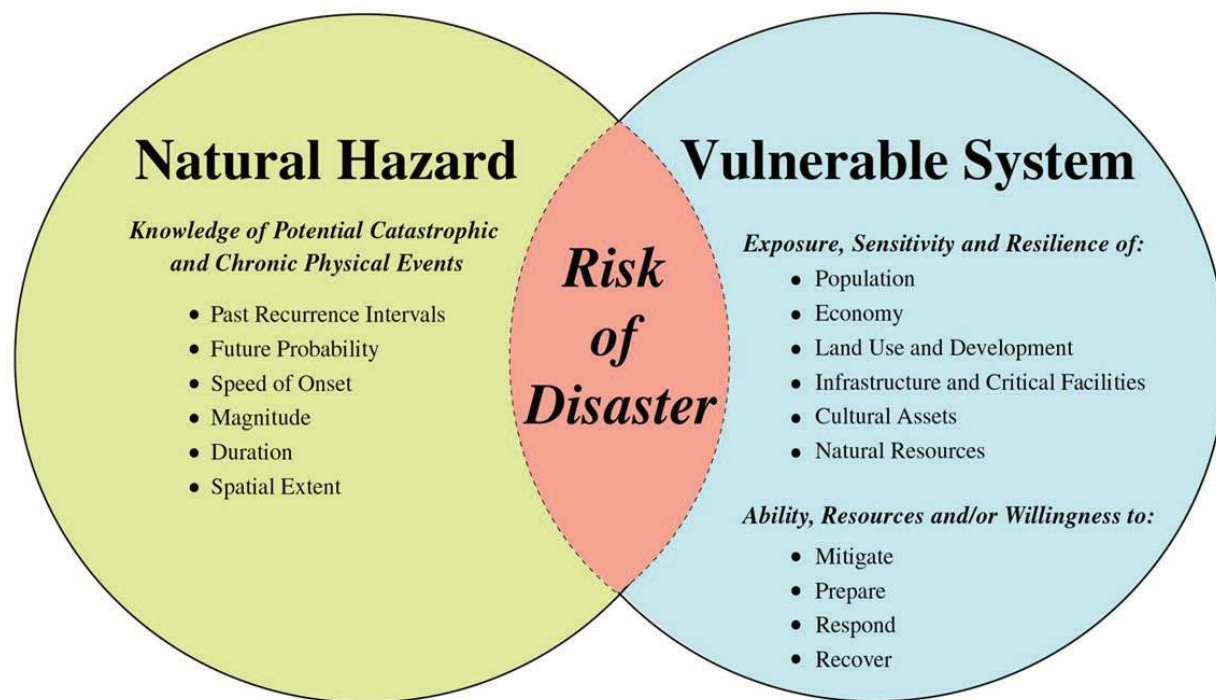 Natural Hazard
Knowledge of Potential Catastrophic
and Chronic Physical Events
• Past Recurrence Intervals
• Future Probability
• Speed of Onset
• Magnitude
• Duration
• Spatial Extent
Risk
of
Disaster
Vulnerable System
Exposure, Sensitivity and Resilience of:
• Population
• Economy
• Land Use and Development
• Infrastructure and Critical Facilities
• Cultural Assets
• Natural Resources
Ability, Resources and/or Willingness to:
• Mitigate
• Prepare
• Respond
• Recover